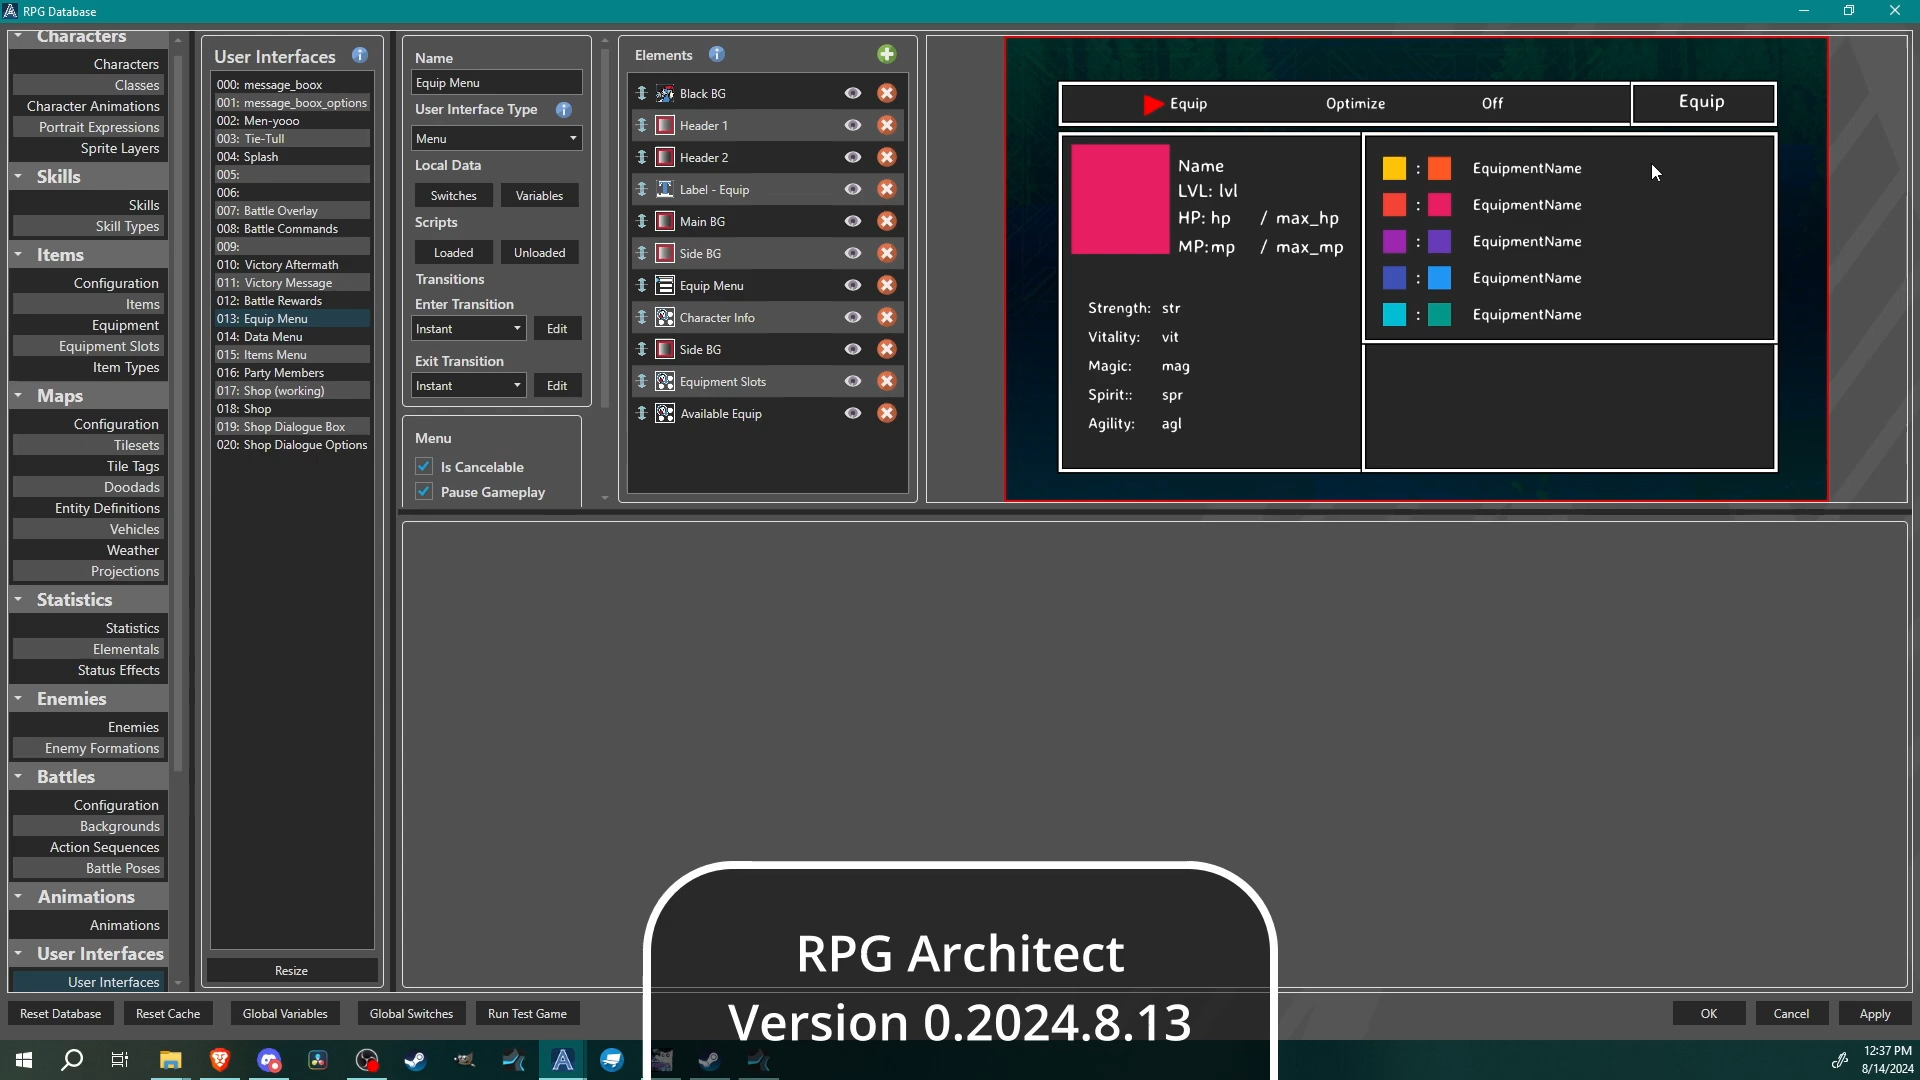 RPG Database
Characters
Characters
Classes
Character Animations
Portrait Expressions
Sprite Layers
Skills
Skills
Skill Types
Items
Configuration
Items
Equipment
Equipment Slots
Item Types
Maps
Configuration
Tilesets
Tile Tags
Doodads
Entity Definitions
Vehicles
Weather
Projections
Statistics
Statistics
Elementals
Status Effects
Enemies
Enemies
Enemy Formations
Battles
Configuration
Backgrounds
Action Sequences
Battle Poses
Animations
Animations
User Interfaces
User Interfaces
User Interfaces
000: message_boox
001: message_boox_options
002: Men-yooo
003: Tie-Tull
004: Splash
005:
006:
007: Battle Overlay
008: Battle Commands
009:
010: Victory Aftermath
011: Victory Message
012: Battle Rewards
013: Equip Menu
014: Data Menu
015: Items Menu
016: Party Members
017: Shop (working)
018: Shop
019: Shop Dialogue Box
020: Shop Dialogue Options
Resize
Name
Equip Menu
User Interface Type
Menu
Local Data
Switches Variables
Scripts
Loaded Unloaded
Transitions
Enter Transition
Instant Edit
Exit Transition
Instant Edit
Menu
Is Cancelable
Pause Gameplay
Elements
Black BG
Header 1
Header 2
Label - Equip
Main BG
Side BG
Equip Menu
Character Info
Side BG
Equipment Slots
Available Equip
Equip Optimize Off Equip
Name
LVL: lvl
HP: hp / max_hp
MP:mp / max_mp
Strength: str
Vitality: vit
Magic: mag
Spirit:: spr
Agility: agl
: EquipmentName
: EquipmentName
: EquipmentName
: EquipmentName
: EquipmentName
RPG Architect
Version 0.2024.8.13
Reset Database Reset Cache Global Variables Global Switches Run Test Game OK Cancel Apply
12:37 PM
8/14/2024